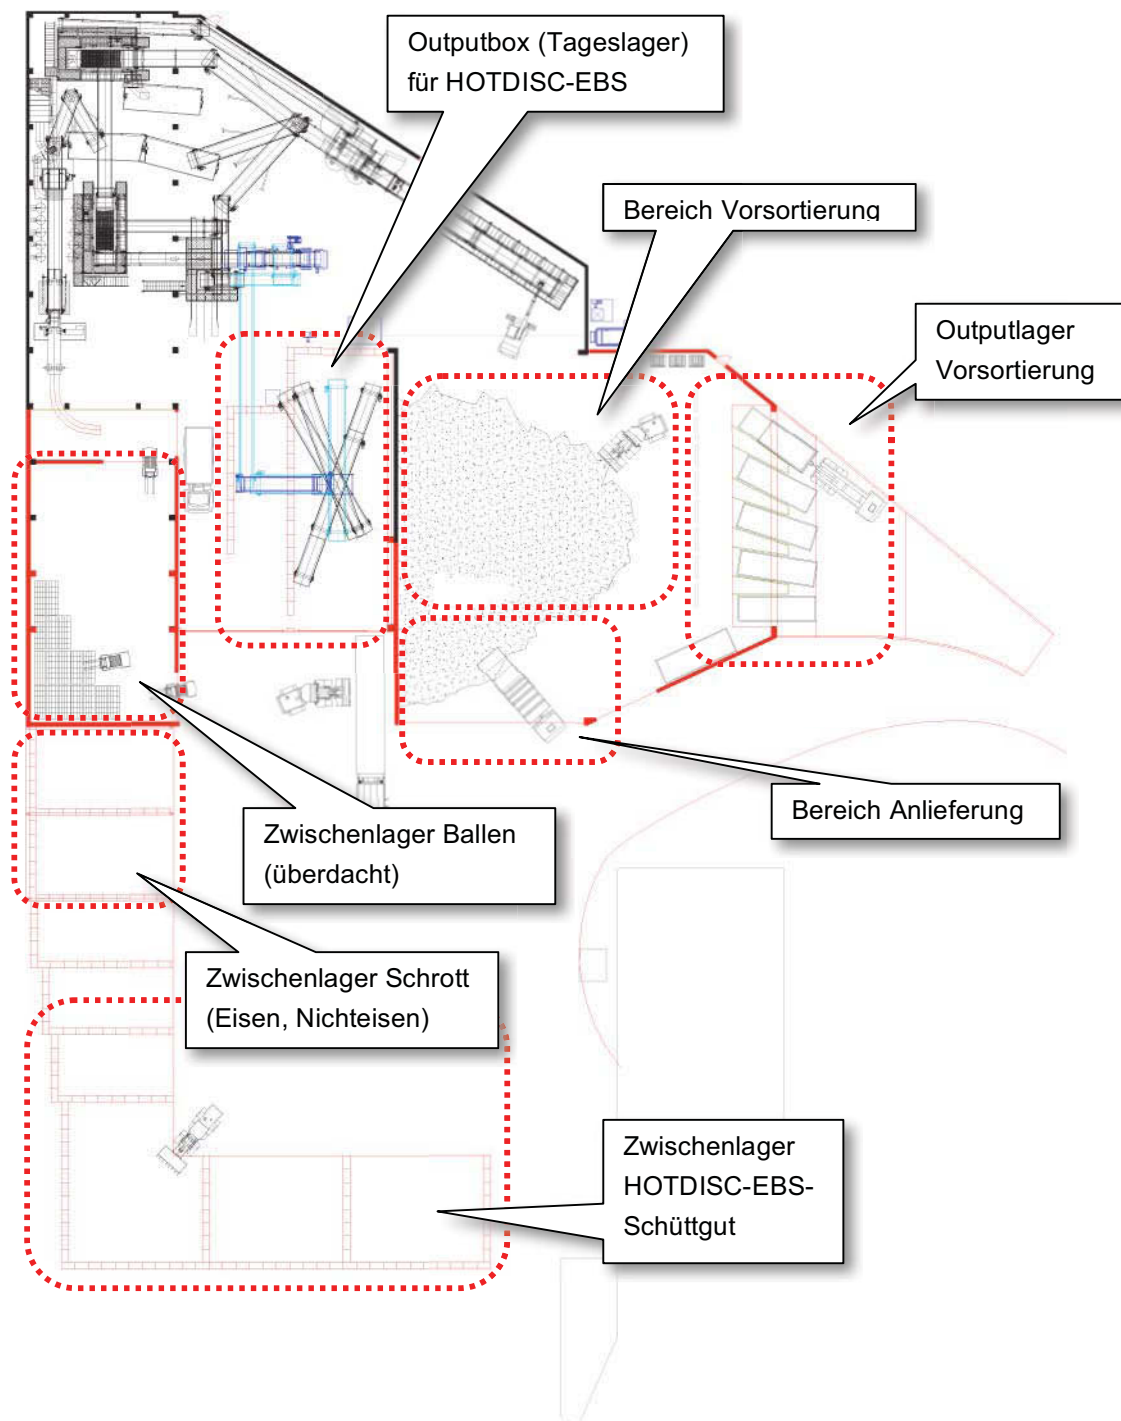 Outputbox (Tageslager)
für HOTDISC-EBS
Bereich Vorsortierung
Outputlager
Vorsortierung
Bereich Anlieferung
Zwischenlager Ballen
(überdacht)
Zwischenlager Schrott
(Eisen, Nichteisen)
Zwischenlager
HOTDISC-EBS-
Schüttgut